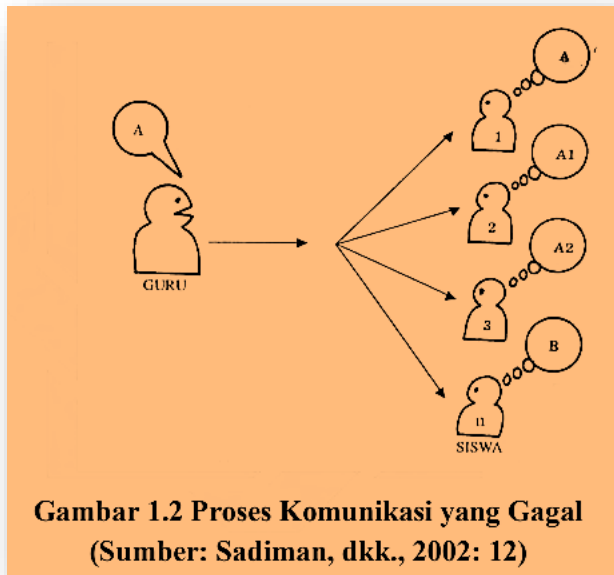 A
GURU
A
1
A1
2
A2
3
B
n
SISWA
Gambar 1.2 Proses Komunikasi yang Gagal
(Sumber: Sadiman, dkk., 2002: 12)